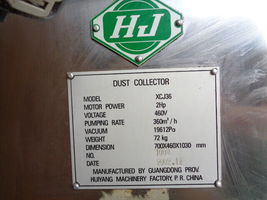 HJ
DUST COLLECTOR
MODEL XCJ36
MOTOR POWER 2Hp
VOLTAGE 460V
PUMPING RATE 360m³/h
VACUUM 19612Pa
WEIGHT 72 kg
DIMENSION 700X460X1030 mm
NO.
DATE
MANUFACTURED BY GUANGDONG PROV.
HUIYANG MACHINERY FACTORY, P. R. CHINA